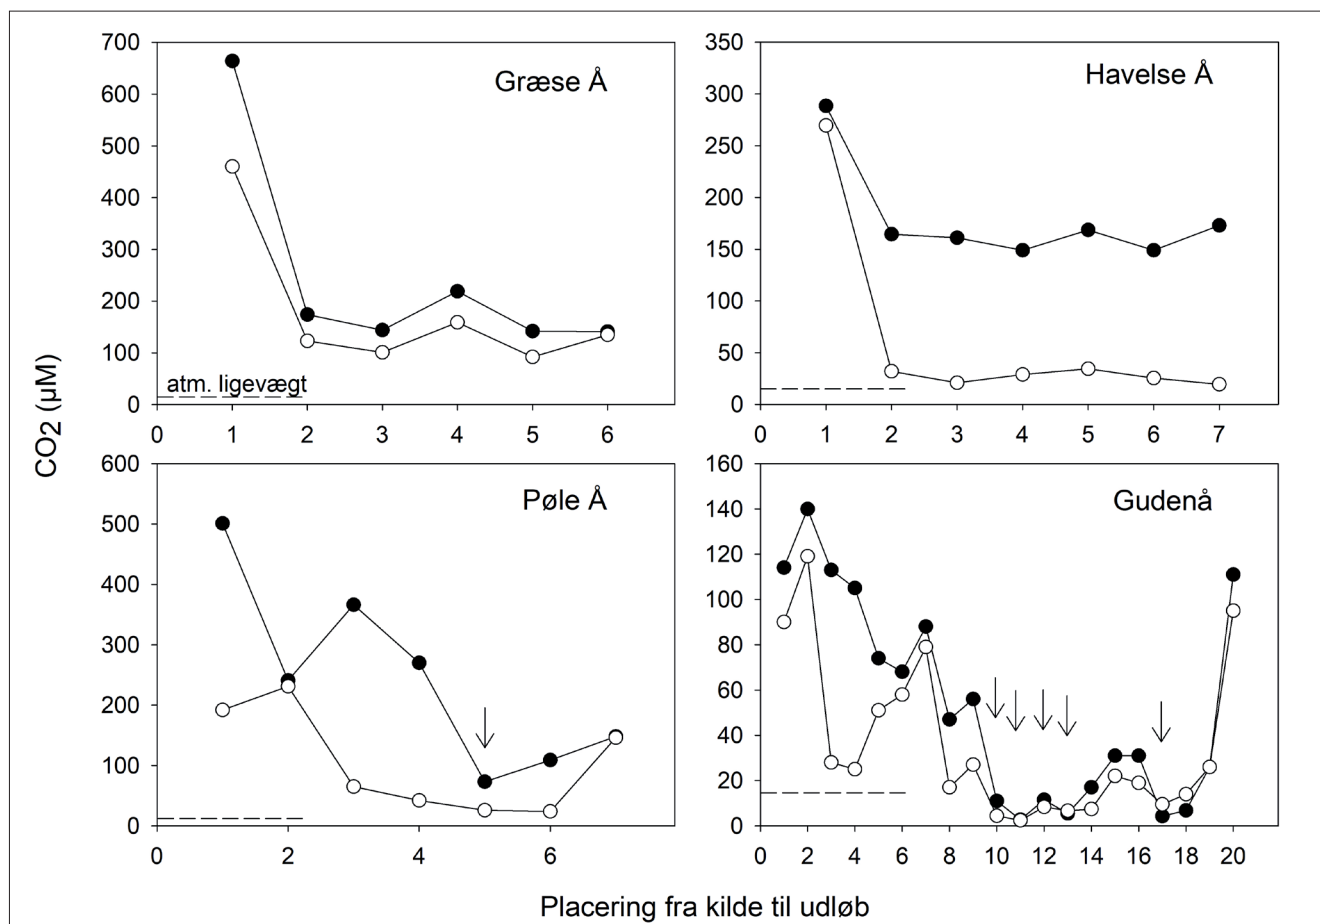 CO2 (µM)
700
600
500
400
300
200
100
0
Græse Å
atm. ligevægt
0 1 2 3 4 5 6
350
300
250
200
150
100
50
0
Havelse Å
0 1 2 3 4 5 6 7
600
500
400
300
200
100
0
Pøle Å
0 2 4 6
160
140
120
100
80
60
40
20
0
Gudenå
0 2 4 6 8 10 12 14 16 18 20
Placering fra kilde til udløb